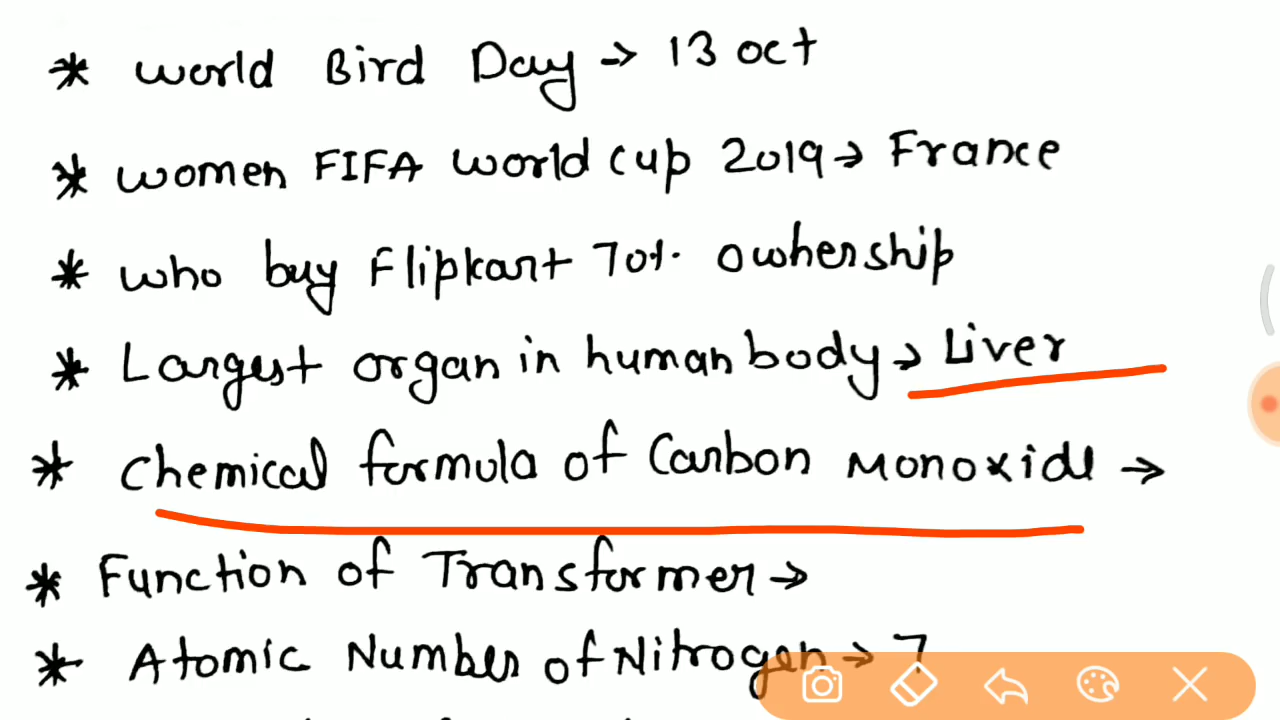 * World Bird Day → 13 oct
* women FIFA world cup 2019 → France
* who buy Flipkart 70%. ownership
* Largest organ in human body → Liver
* Chemical formula of Carbon Monoxide →
* Function of Transformer →
* Atomic Number of Nitrogen → 7